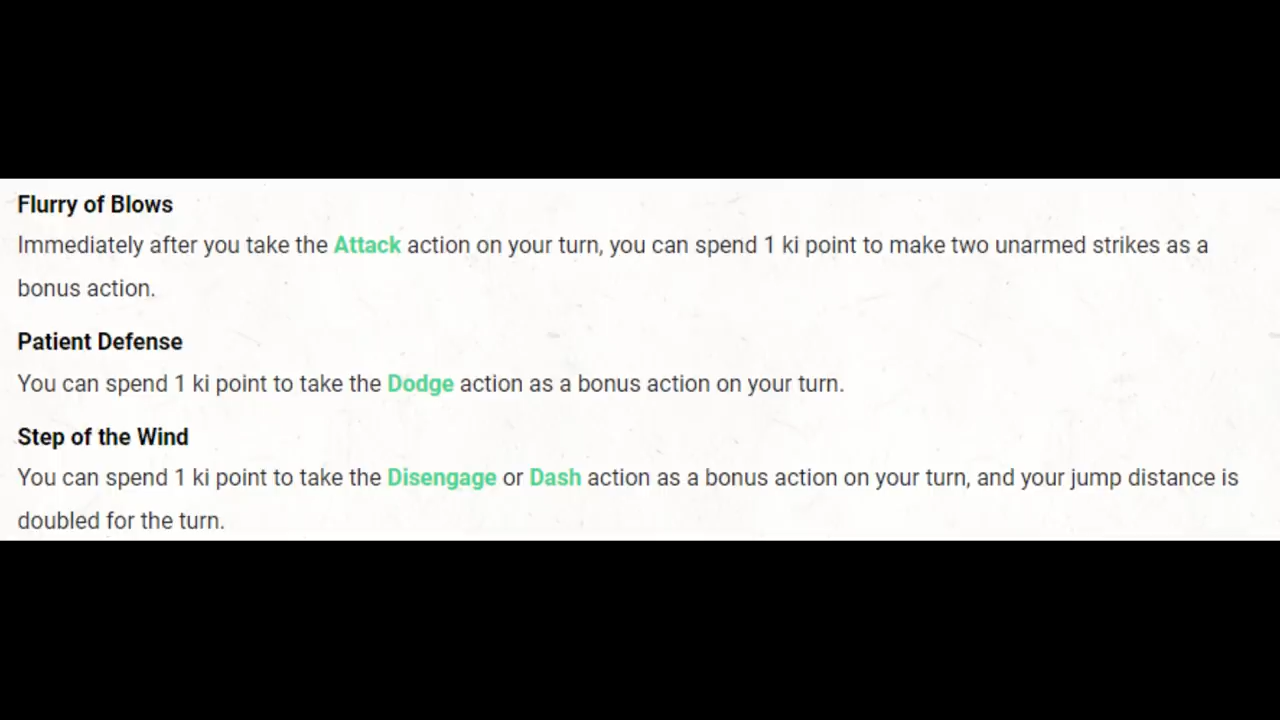 Flurry of Blows
Immediately after you take the Attack action on your turn, you can spend 1 ki point to make two unarmed strikes as a
bonus action.
Patient Defense
You can spend 1 ki point to take the Dodge action as a bonus action on your turn.
Step of the Wind
You can spend 1 ki point to take the Disengage or Dash action as a bonus action on your turn, and your jump distance is
doubled for the turn.